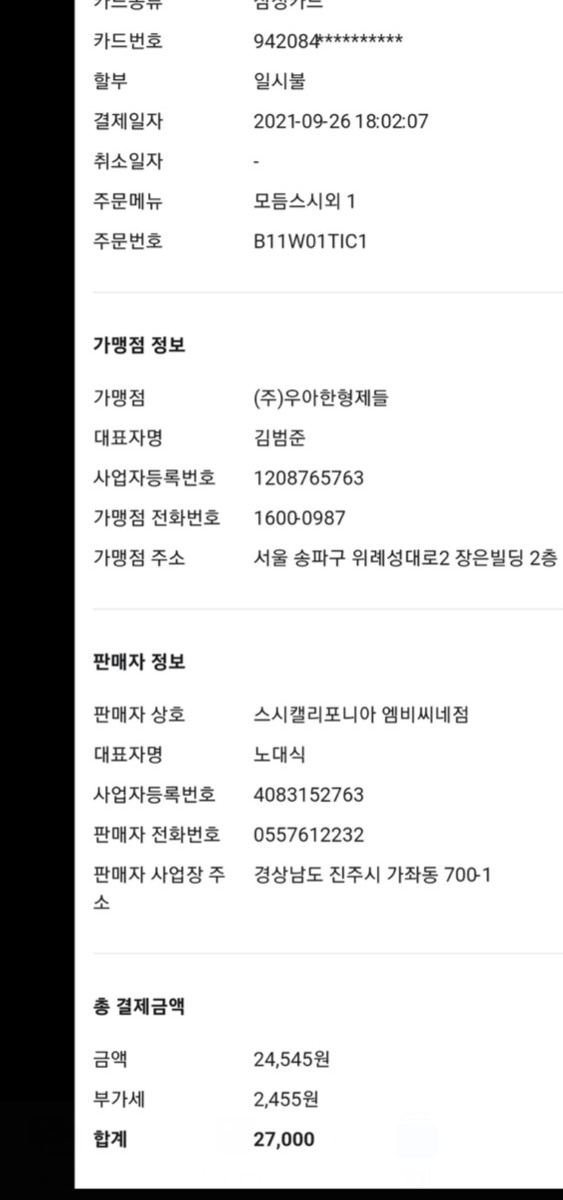 카드종류 삼성카드
카드번호 942084**********
할부 일시불
결제일자 2021-09-26 18:02:07
취소일자 -
주문메뉴 모듬스시외 1
주문번호 B11W01TIC1
가맹점 정보
가맹점 (주)우아한형제들
대표자명 김범준
사업자등록번호 1208765763
가맹점 전화번호 1600-0987
가맹점 주소 서울 송파구 위례성대로2 장은빌딩 2층
판매자 정보
판매자 상호 스시캘리포니아 엠비씨네점
대표자명 노대식
사업자등록번호 4083152763
판매자 전화번호 0557612232
판매자 사업장 주 경상남도 진주시 가좌동 700-1
소
총 결제금액
금액 24,545원
부가세 2,455원
합계 27,000